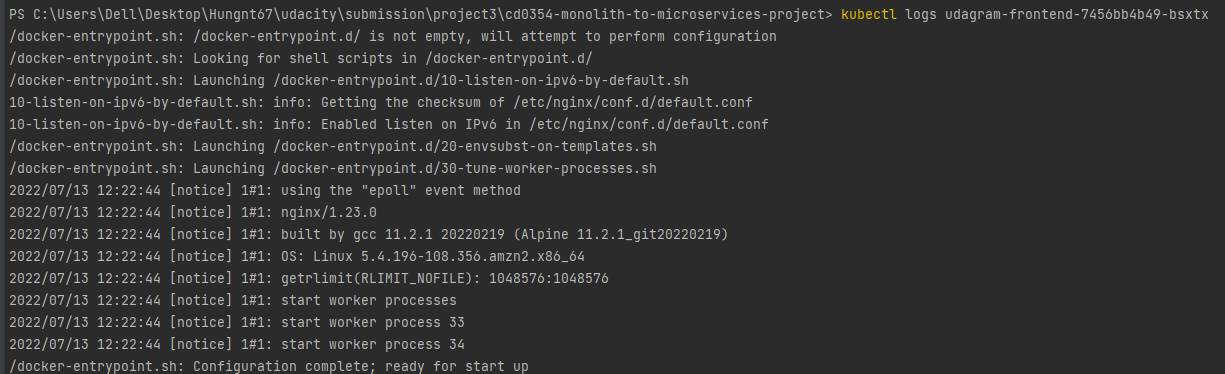 PS C:\Users\Dell\Desktop\Hungnt67\udacity\submission\project3\cd0354-monolith-to-microservices-project> kubectl logs udagram-frontend-7456bb4b49-bsxtx
/docker-entrypoint.sh: /docker-entrypoint.d/ is not empty, will attempt to perform configuration
/docker-entrypoint.sh: Looking for shell scripts in /docker-entrypoint.d/
/docker-entrypoint.sh: Launching /docker-entrypoint.d/10-listen-on-ipv6-by-default.sh
10-listen-on-ipv6-by-default.sh: info: Getting the checksum of /etc/nginx/conf.d/default.conf
10-listen-on-ipv6-by-default.sh: info: Enabled listen on IPv6 in /etc/nginx/conf.d/default.conf
/docker-entrypoint.sh: Launching /docker-entrypoint.d/20-envsubst-on-templates.sh
/docker-entrypoint.sh: Launching /docker-entrypoint.d/30-tune-worker-processes.sh
2022/07/13 12:22:44 [notice] 1#1: using the "epoll" event method
2022/07/13 12:22:44 [notice] 1#1: nginx/1.23.0
2022/07/13 12:22:44 [notice] 1#1: built by gcc 11.2.1 20220219 (Alpine 11.2.1_git20220219)
2022/07/13 12:22:44 [notice] 1#1: OS: Linux 5.4.196-108.356.amzn2.x86_64
2022/07/13 12:22:44 [notice] 1#1: getrlimit(RLIMIT_NOFILE): 1048576:1048576
2022/07/13 12:22:44 [notice] 1#1: start worker processes
2022/07/13 12:22:44 [notice] 1#1: start worker process 33
2022/07/13 12:22:44 [notice] 1#1: start worker process 34
/docker-entrypoint.sh: Configuration complete; ready for start up